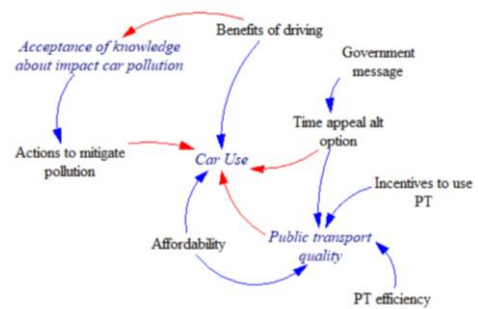 Benefits of driving
Acceptance of knowledge
about impact car pollution
Government
message
Time appeal alt
option
Actions to mitigate
pollution
Car Use
Incentives to use
PT
Affordability
Public transport
quality
PT efficiency